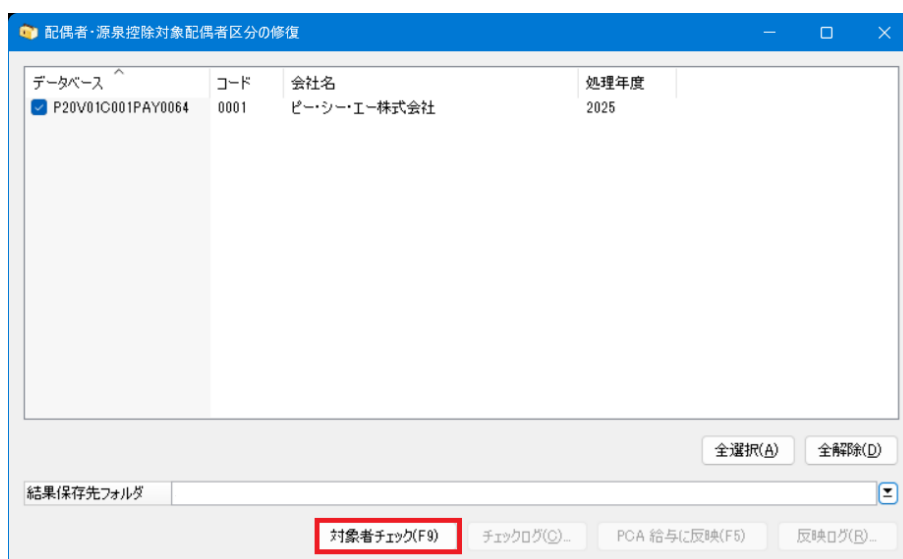 配偶者・源泉控除対象配偶者区分の修復
データベース コード 会社名 処理年度
P20V01C001PAY0064 0001 ピー・シー・エー株式会社 2025
全選択(A) 全解除(D)
結果保存先フォルダ
対象者チェック(F9) チェックログ(C)... PCA 給与に反映(F5) 反映ログ(R)...